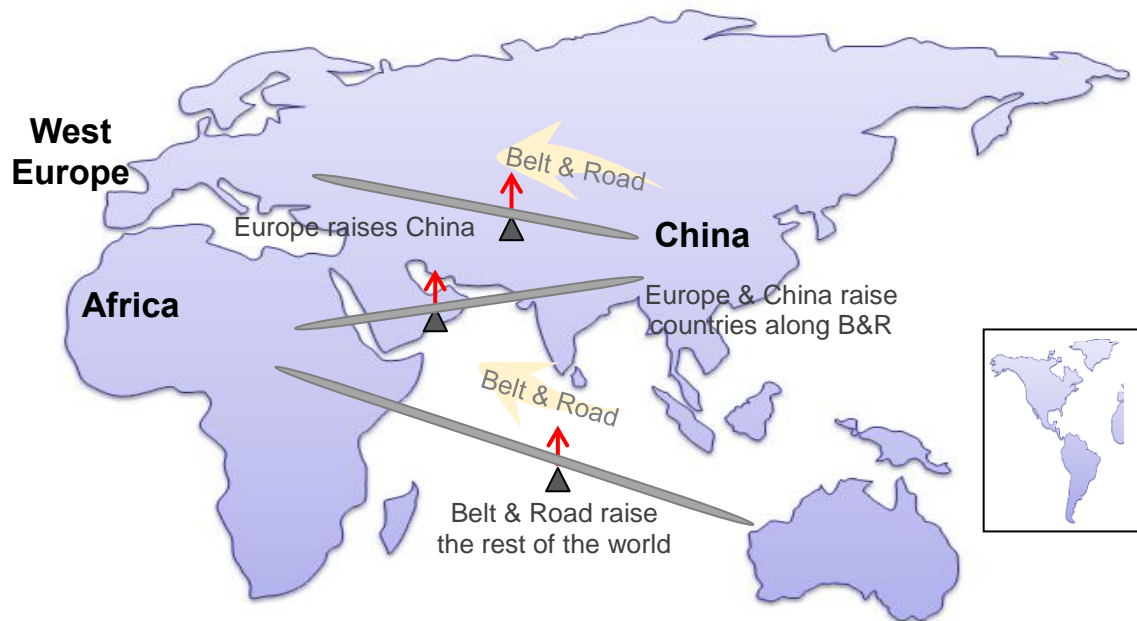 West
Europe
Belt & Road
Europe raises China
China
Africa
Europe & China raise
countries along B&R
Belt & Road
Belt & Road raise
the rest of the world